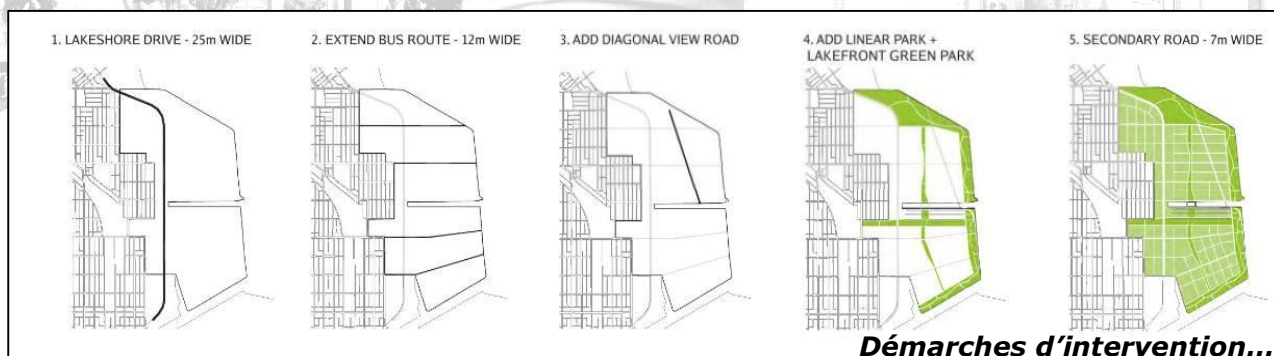 1. LAKESHORE DRIVE - 25m WIDE
2. EXTEND BUS ROUTE - 12m WIDE
3. ADD DIAGONAL VIEW ROAD
4. ADD LINEAR PARK +
LAKEFRONT GREEN PARK
5. SECONDARY ROAD - 7m WIDE
Démarches d’intervention...